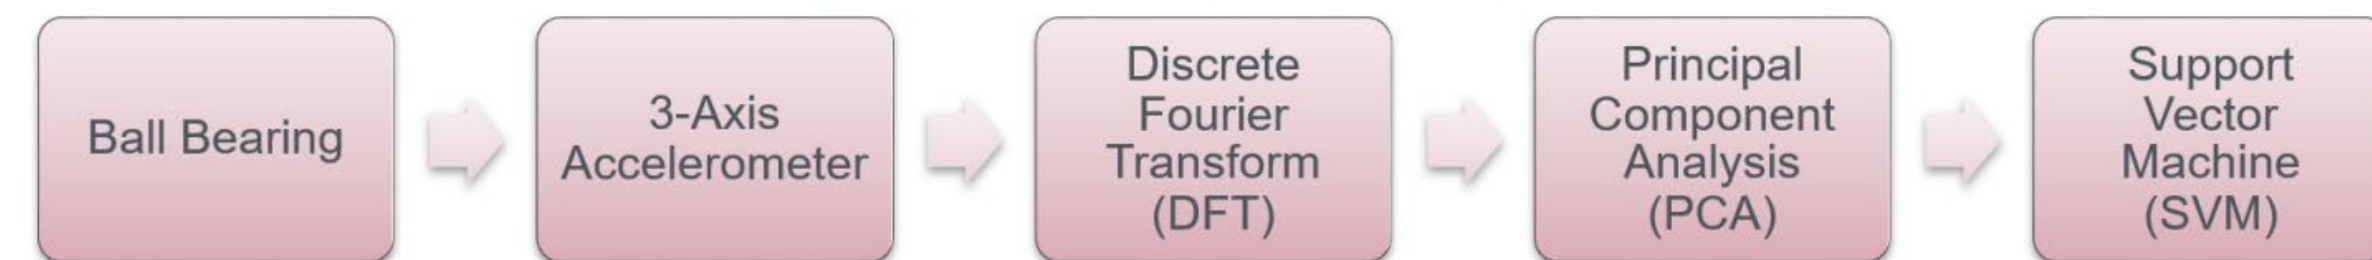 Ball Bearing
3-Axis
Accelerometer
Discrete
Fourier
Transform
(DFT)
Principal
Component
Analysis
(PCA)
Support
Vector
Machine
(SVM)